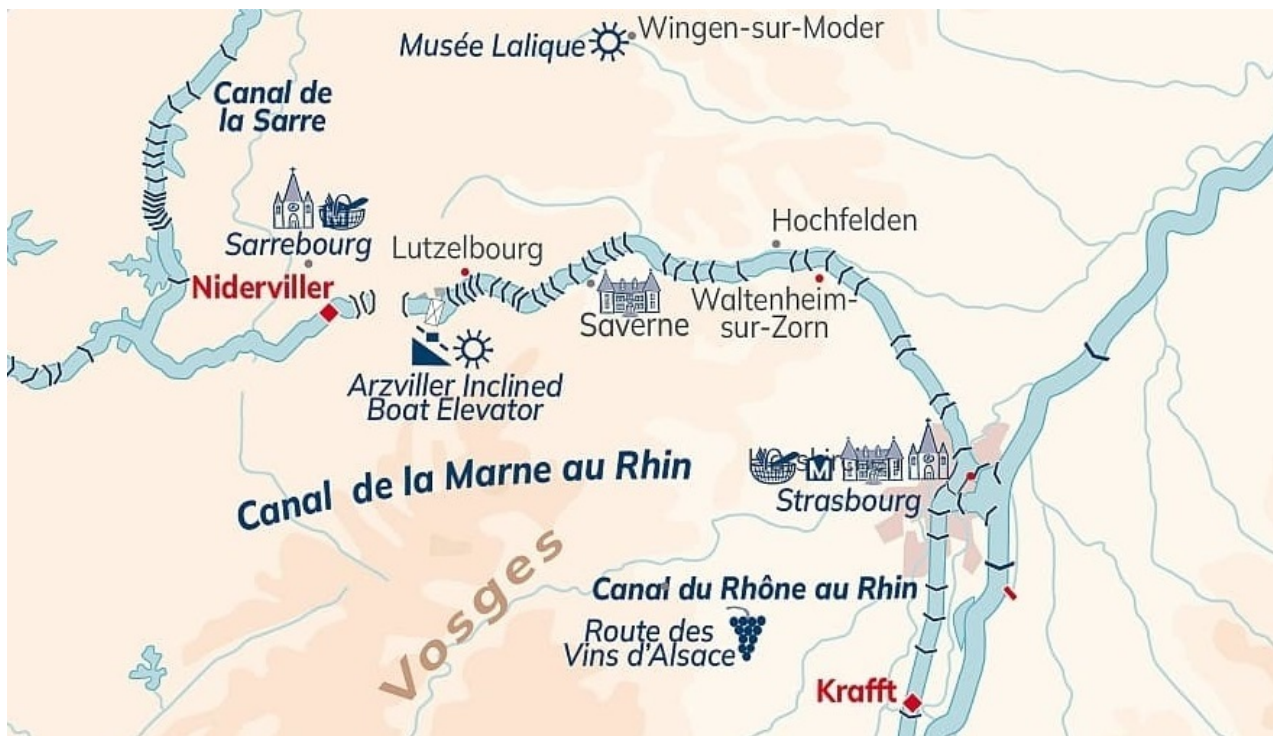 Wingen-sur-Moder
Musée Lalique
Canal de
la Sarre
Sarrebourg
Lutzelbourg
Hochfelden
Niderviller
Waltenheim-
sur-Zorn
Saverne
Arzviller Inclined
Boat Elevator
Canal de la Marne au Rhin
M
Strasbourg
Vosges
Canal du Rhône au Rhin
Route des
Vins d'Alsace
Krafft